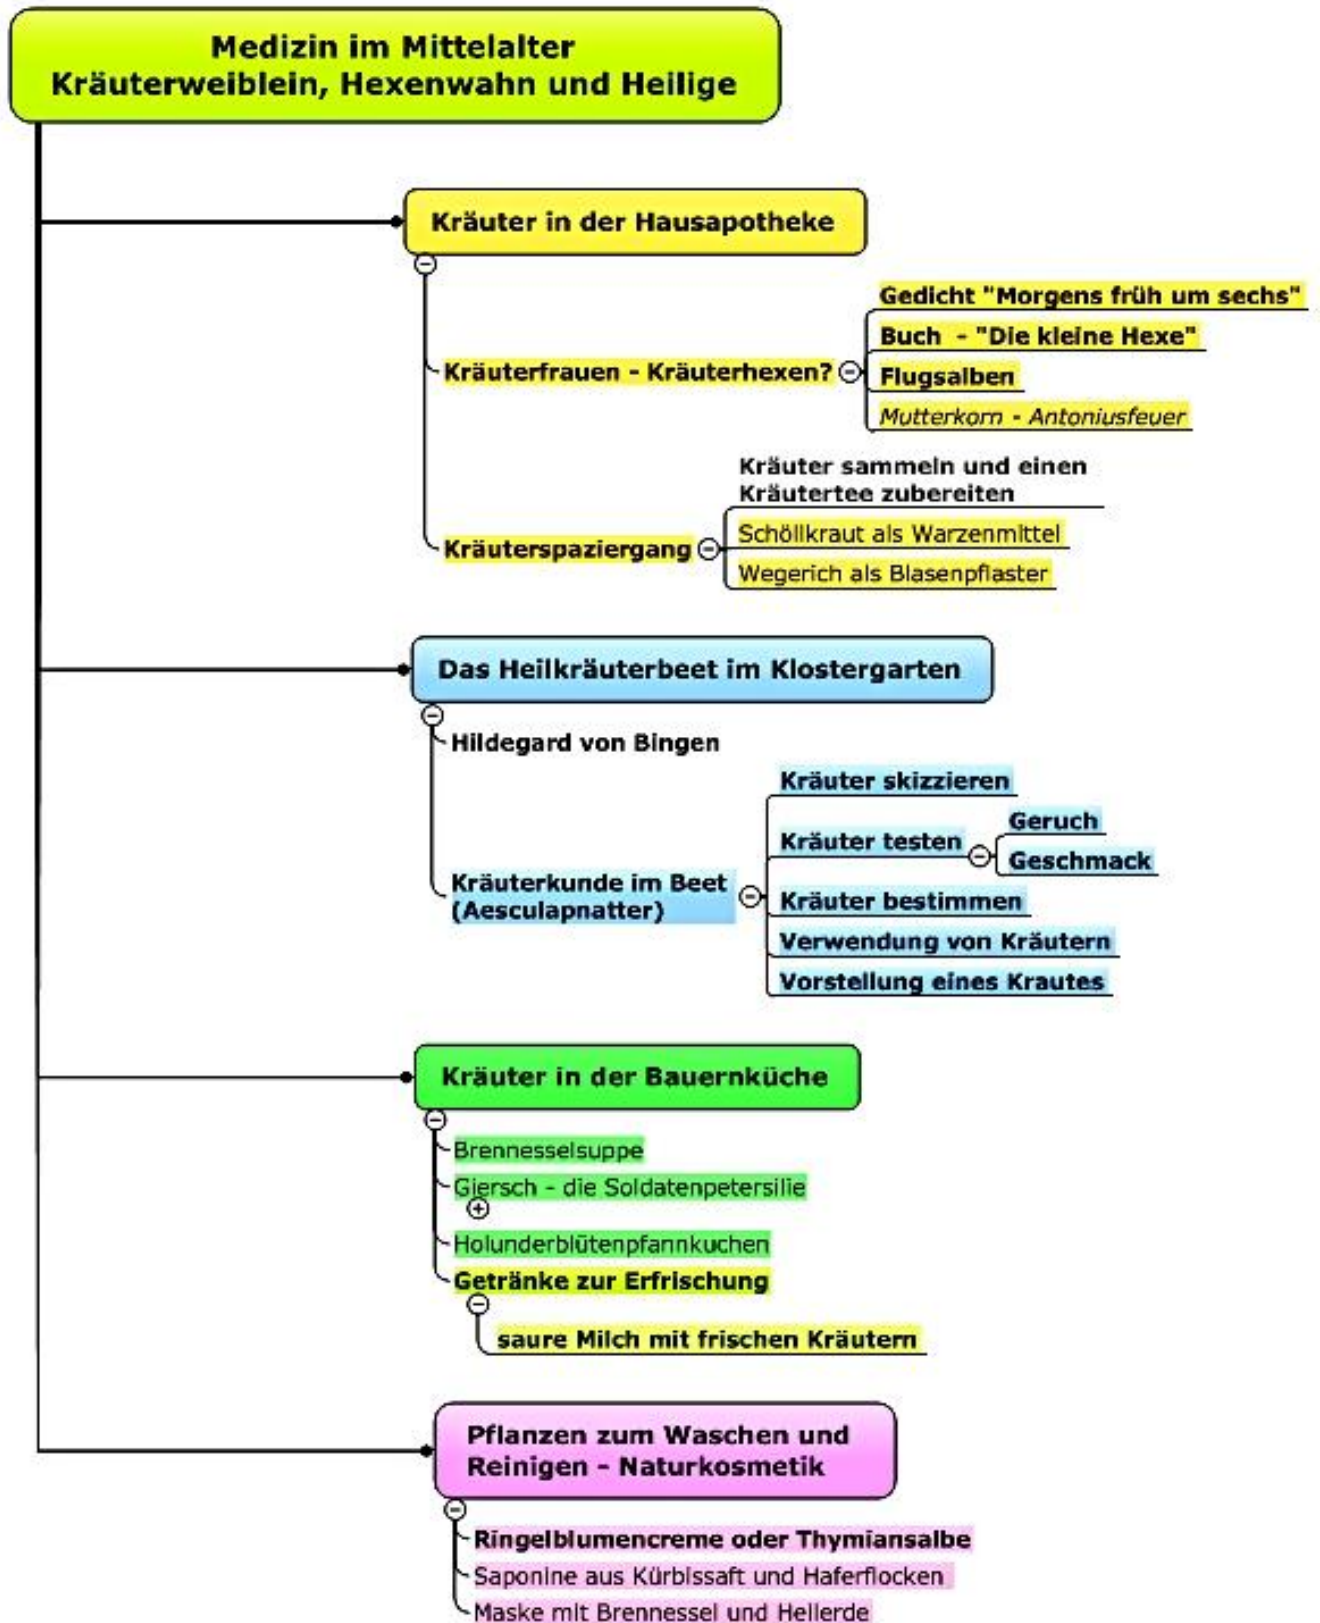 Medizin im Mittelalter
Kräuterweiblein, Hexenwahn und Heilige
Kräuter in der Hausapotheke
Kräuterfrauen - Kräuterhexen?
Gedicht "Morgens früh um sechs"
Buch - "Die kleine Hexe"
Flugsalben
Mutterkorn - Antoniusfeuer
Kräuterspaziergang
Kräuter sammeln und einen
Kräutertee zubereiten
Schöllkraut als Warzenmittel
Wegerich als Blasenpflaster
Das Heilkräuterbeet im Klostergarten
Hildegard von Bingen
Kräuterkunde im Beet
(Aesculapnatter)
Kräuter skizzieren
Kräuter testen
Geruch
Geschmack
Kräuter bestimmen
Verwendung von Kräutern
Vorstellung eines Krautes
Kräuter in der Bauernküche
Brennesselsuppe
Giersch - die Soldatenpetersilie
Holunderblütenpfannkuchen
Getränke zur Erfrischung
saure Milch mit frischen Kräutern
Pflanzen zum Waschen und
Reinigen - Naturkosmetik
Ringelblumencreme oder Thymiansalbe
Saponine aus Kürbissaft und Haferflocken
Maske mit Brennessel und Heilerde